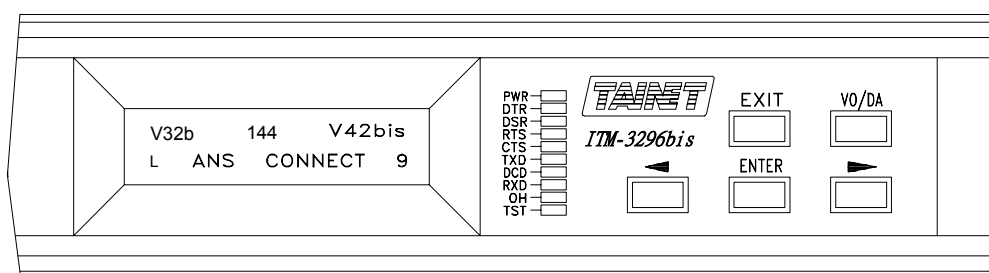 V32b 144 V42bis
L ANS CONNECT 9
PWR
DTR
DSR
RTS
CTS
TXD
DCD
RXD
OH
TST
TAINET
ITM-3296bis
EXIT VO/DA
ENTER